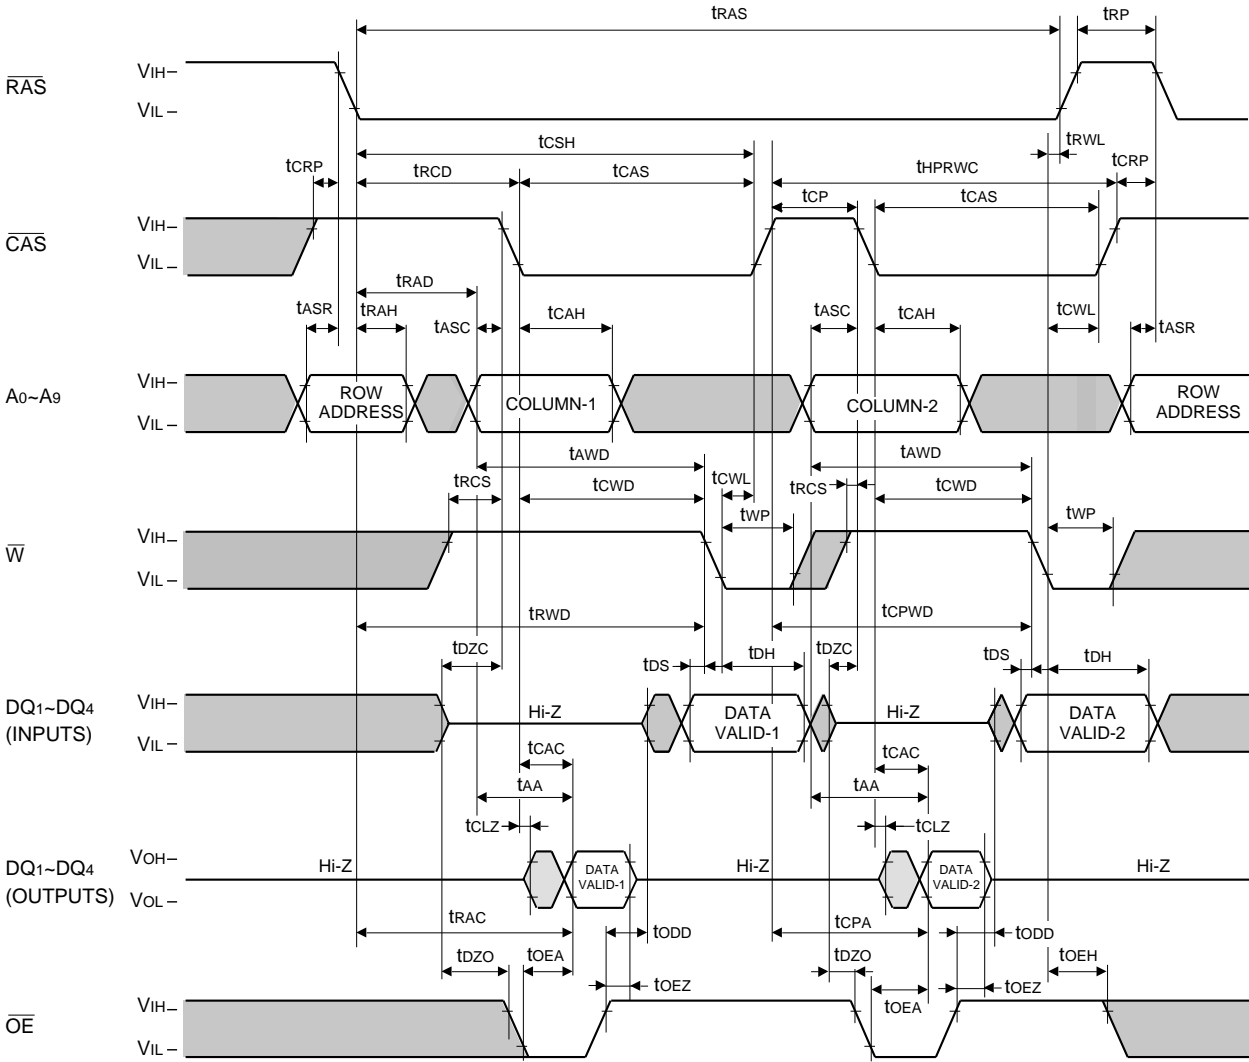 tRAS
tRP
RAS
VIH
VIL
tCSH
tRWL
tCRP
tRCD
tCAS
tHPRWC
tCRP
tCP
tCAS
CAS
VIH
VIL
tRAD
tASR
tRAH
tASC
tCAH
tASC
tCAH
tCWL
tASR
A0~A9
VIH
VIL
ROW
ADDRESS
COLUMN-1
COLUMN-2
ROW
ADDRESS
tAWD
tAWD
tRCS
tCWD
tCWL
tRCS
tCWD
tWP
tWP
W
VIH
VIL
tRWD
tCPWD
tDZC
tDS
tDH
tDZC
tDS
tDH
DQ1~DQ4
(INPUTS)
VIH
VIL
Hi-Z
DATA
VALID-1
Hi-Z
DATA
VALID-2
tCAC
tCAC
tAA
tAA
tCLZ
tCLZ
DQ1~DQ4
(OUTPUTS)
VOH
VOL
Hi-Z
DATA
VALID-1
Hi-Z
DATA
VALID-2
Hi-Z
tRAC
tODD
tCPA
tODD
tDZO
tOEA
tOEZ
tDZO
tOEA
tOEZ
tOEH
OE
VIH
VIL